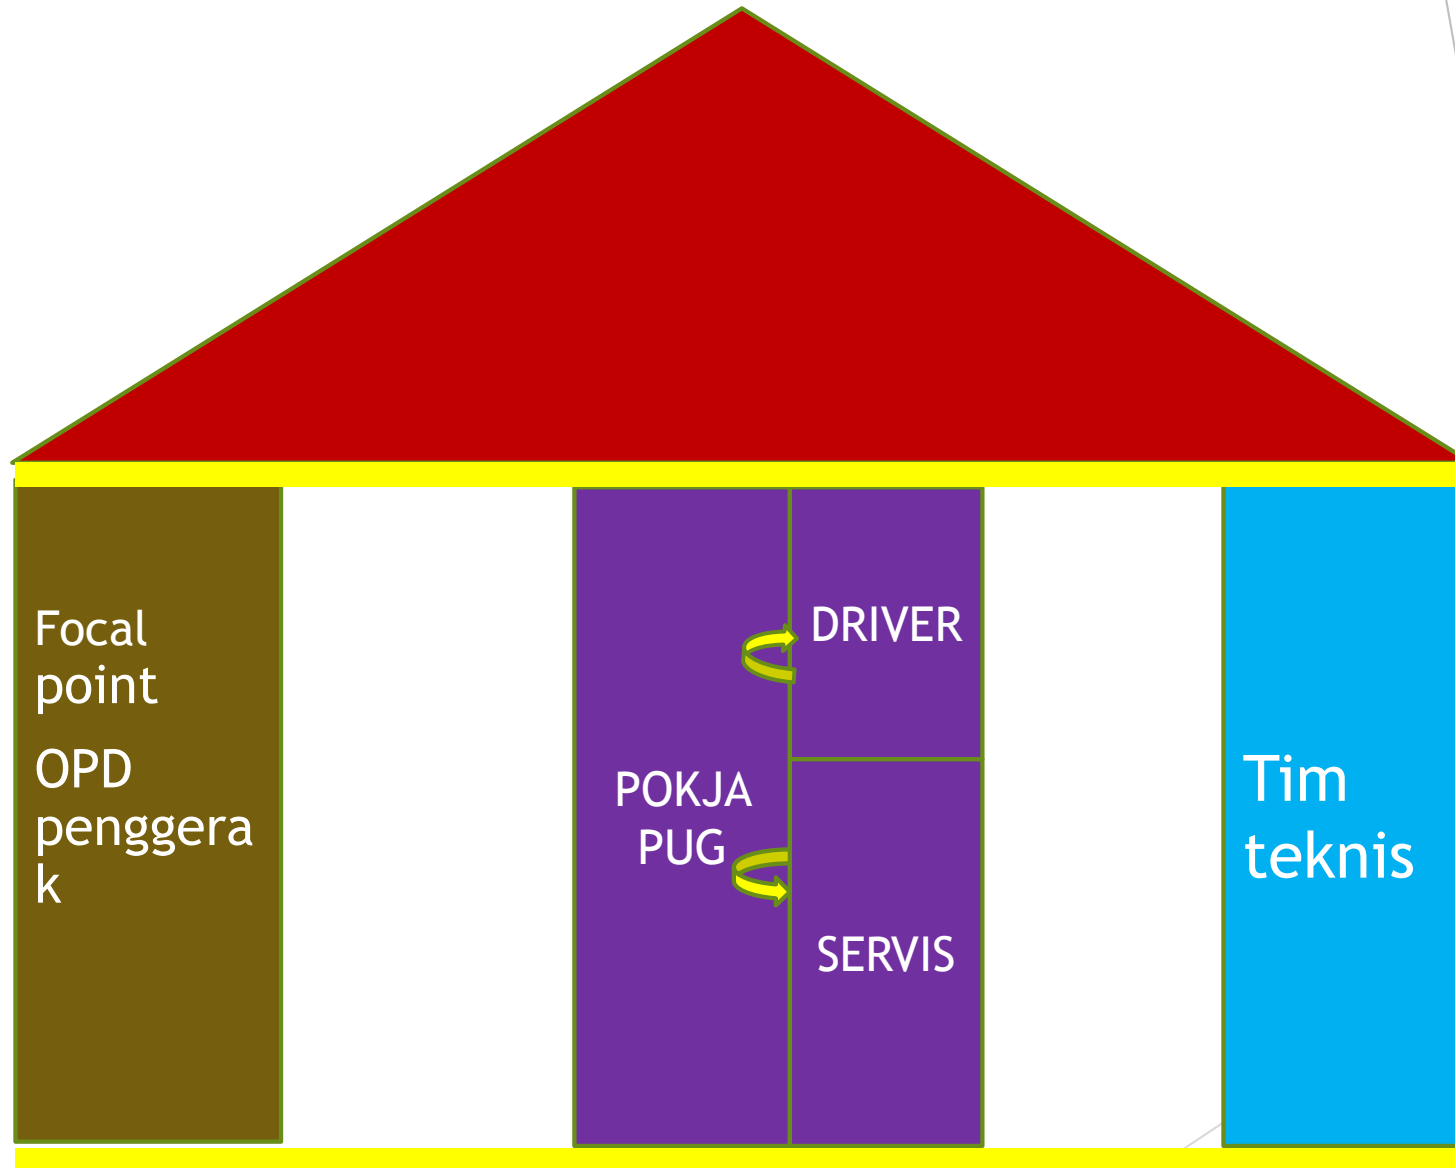 Focal
point
OPD
penggera
k
POKJA
PUG
DRIVER
SERVIS
Tim
teknis